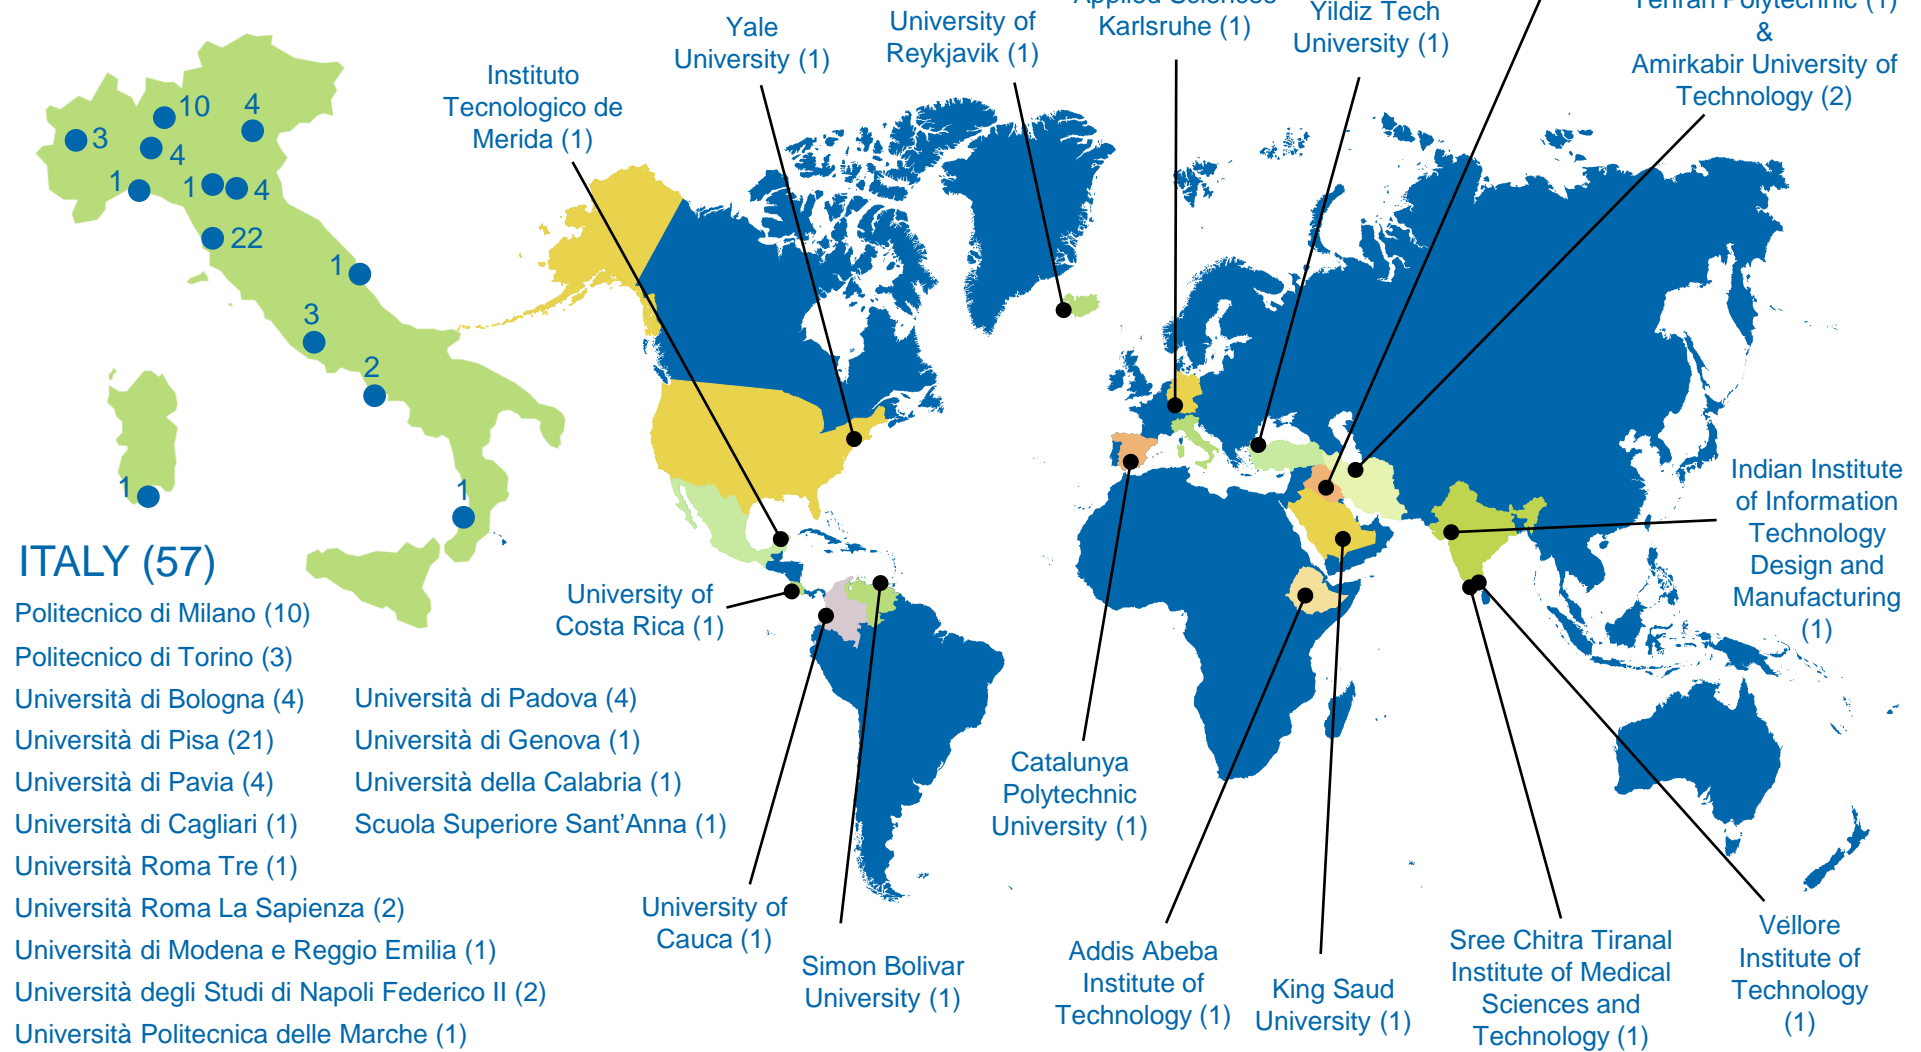 Yale
University (1)
University of
Reykjavik (1)
Applied Sciences
Karlsruhe (1)
Yildiz Tech
University (1)
Tehran Polytechnic (1)
&
Amirkabir University of
Technology (2)
Instituto
Tecnologico de
Merida (1)
10
4
3
4
1
1
4
22
1
3
2
1
1
ITALY (57)
Politecnico di Milano (10)
Politecnico di Torino (3)
Università di Bologna (4)
Università di Padova (4)
Università di Pisa (21)
Università di Genova (1)
Università di Pavia (4)
Università della Calabria (1)
Università di Cagliari (1)
Scuola Superiore Sant'Anna (1)
Università Roma Tre (1)
Università Roma La Sapienza (2)
Università di Modena e Reggio Emilia (1)
Università degli Studi di Napoli Federico II (2)
Università Politecnica delle Marche (1)
University of
Costa Rica (1)
Indian Institute
of Information
Technology
Design and
Manufacturing
(1)
Catalunya
Polytechnic
University (1)
University of
Cauca (1)
Simon Bolivar
University (1)
Addis Abeba
Institute of
Technology (1)
King Saud
University (1)
Sree Chitra Tiranal
Institute of Medical
Sciences and
Technology (1)
Vellore
Institute of
Technology
(1)